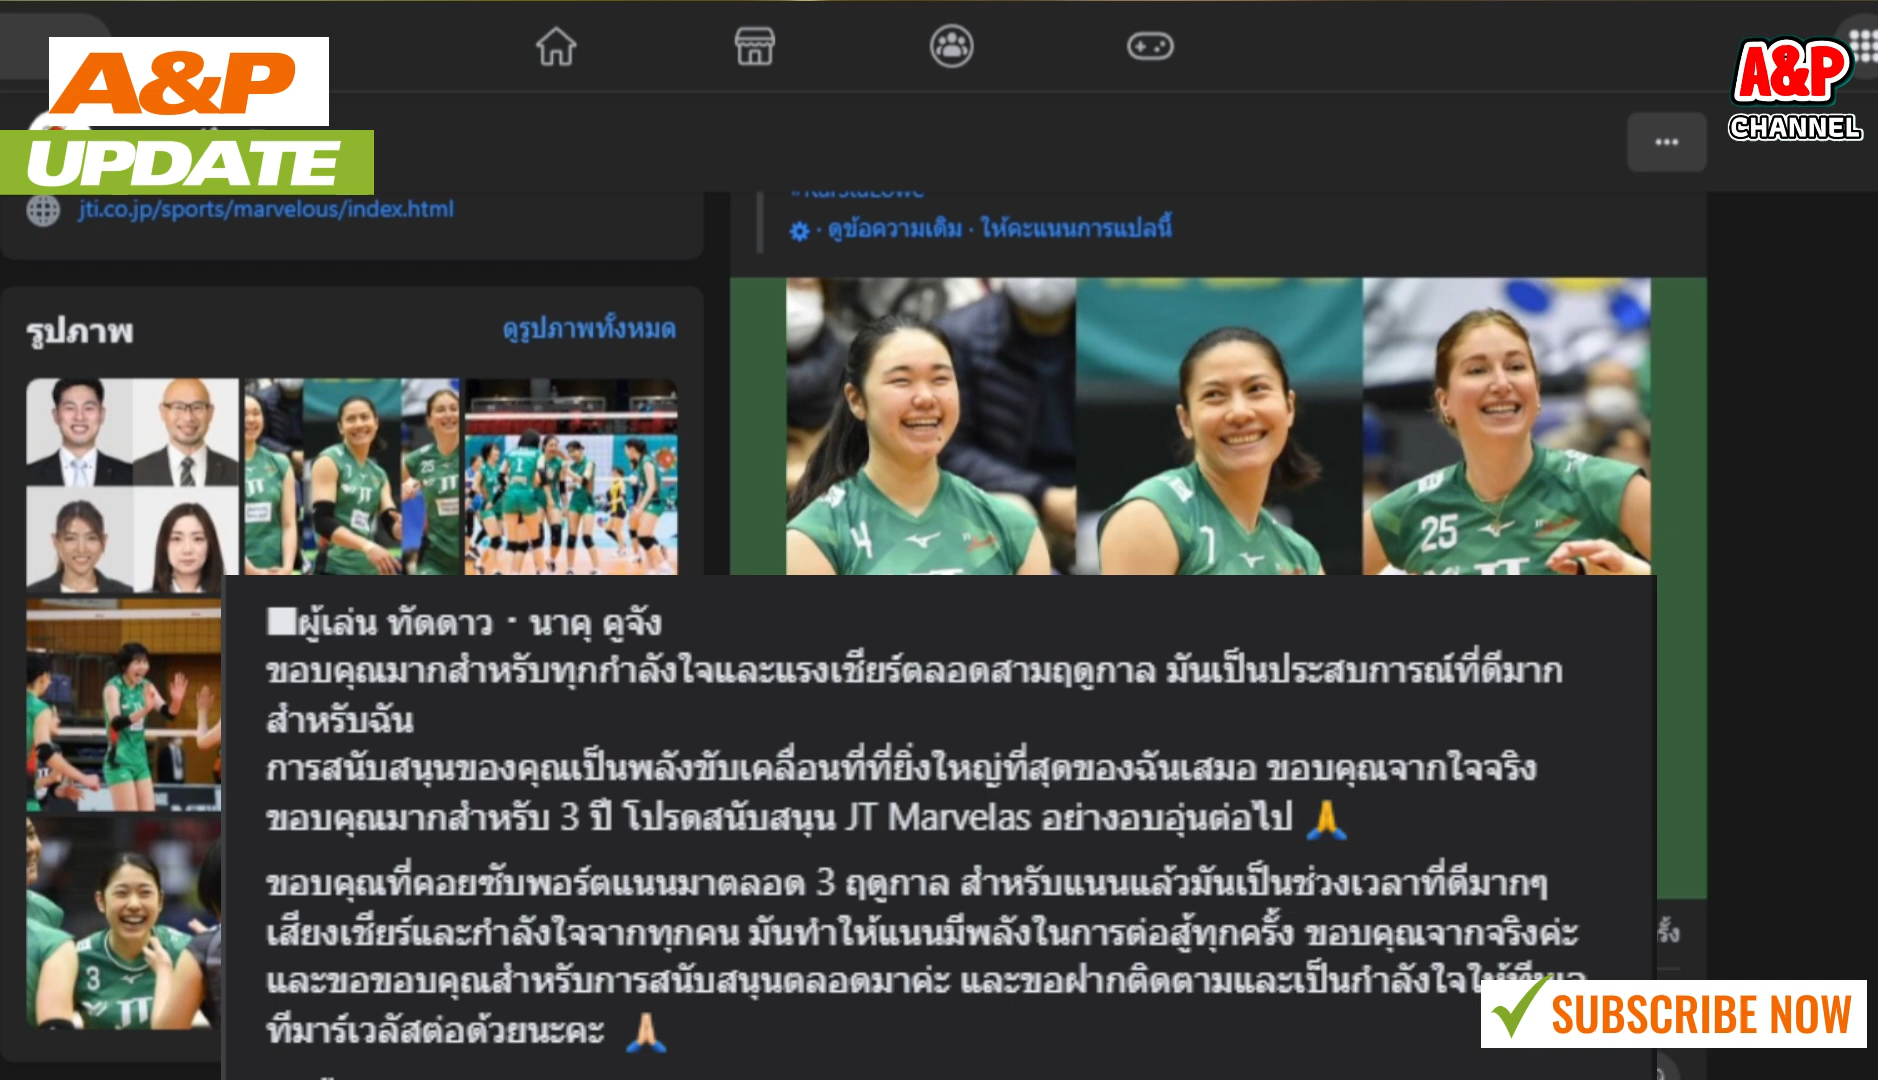 A&P
UPDATE
A&P
CHANNEL
jti.co.jp/sports/marvelous/index.html
· ดูข้อความเดิม · ให้คะแนนการแปลนี้
รูปภาพ
ดูรูปภาพทั้งหมด
4
1
25
JT
3
JT
■ผู้เล่น ทัดดาว · นาคุ คูจัง
ขอบคุณมากสำหรับทุกกำลังใจและแรงเชียร์ตลอดสามฤดูกาล มันเป็นประสบการณ์ที่ดีมาก
สำหรับฉัน
การสนับสนุนของคุณเป็นพลังขับเคลื่อนที่ที่ยิ่งใหญ่ที่สุดของฉันเสมอ ขอบคุณจากใจจริง
ขอบคุณมากสำหรับ 3 ปี โปรดสนับสนุน JT Marvelas อย่างอบอุ่นต่อไป 🙏
ขอบคุณที่คอยซับพอร์ตแนนมาตลอด 3 ฤดูกาล สำหรับแนนแล้วมันเป็นช่วงเวลาที่ดีมากๆ
เสียงเชียร์และกำลังใจจากทุกคน มันทำให้แนนมีพลังในการต่อสู้ทุกครั้ง ขอบคุณจากจริงค่ะ
และขอขอบคุณสำหรับการสนับสนุนตลอดมาค่ะ และขอฝากติดตามและเป็นกำลังใจให้ทีมเจ
ทีมาร์เวลัสต่อด้วยนะคะ 🙏
SUBSCRIBE NOW